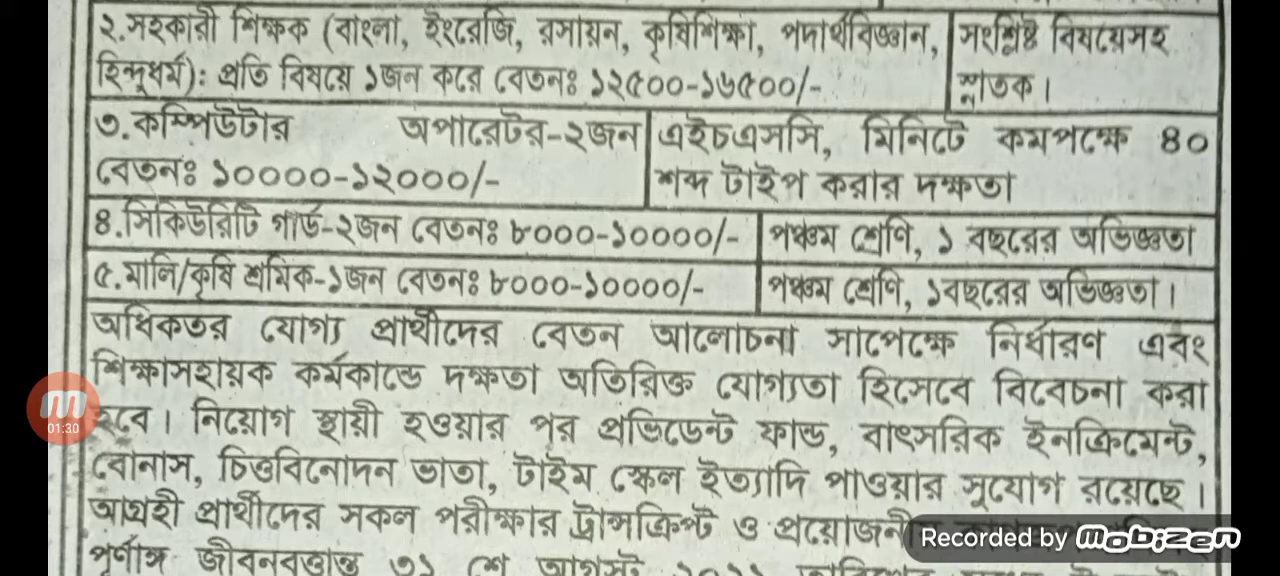 ২.সহকারী শিক্ষক (বাংলা, ইংরেজি, রসায়ন, কৃষিশিক্ষা, পদার্থবিজ্ঞান, সংশ্লিষ্ট বিষয়েসহ
হিন্দুধর্ম): প্রতি বিষয়ে ১জন করে বেতনঃ ১২৫০০-১৬৫০০/- স্নাতক।
৩.কম্পিউটার অপারেটর-২জন এইচএসসি, মিনিটে কমপক্ষে ৪০
বেতনঃ ১০০০০-১২০০০/- শব্দ টাইপ করার দক্ষতা
৪.সিকিউরিটি গার্ড-২জন বেতনঃ ৮০০০-১০০০০/- পঞ্চম শ্রেণি, ১ বছরের অভিজ্ঞতা
৫.মালি/কৃষি শ্রমিক-১জন বেতনঃ ৮০০০-১০০০০/- পঞ্চম শ্রেণি, ১বছরের অভিজ্ঞতা।
অধিকতর যোগ্য প্রার্থীদের বেতন আলোচনা সাপেক্ষে নির্ধারণ এবং
শিক্ষাসহায়ক কর্মকান্ডে দক্ষতা অতিরিক্ত যোগ্যতা হিসেবে বিবেচনা করা
হবে। নিয়োগ স্থায়ী হওয়ার পর প্রভিডেন্ট ফান্ড, বাৎসরিক ইনক্রিমেন্ট,
01:30
বোনাস, চিত্তবিনোদন ভাতা, টাইম স্কেল ইত্যাদি পাওয়ার সুযোগ রয়েছে।
আগ্রহী প্রার্থীদের সকল পরীক্ষার ট্রান্সক্রিপ্ট ও
Recorded by mobizen
পূর্ণাঙ্গ জীবনবৃত্তান্ত ৩১ শে আগস্ট